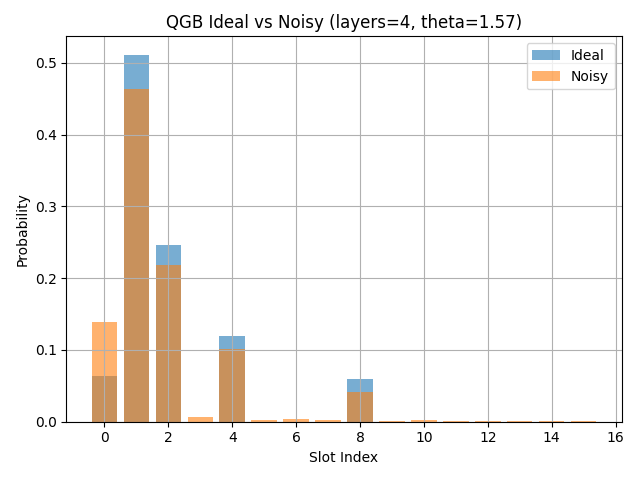 QGB Ideal vs Noisy (layers=4, theta=1.57)
Ideal
Noisy
Probability
0.5
0.4
0.3
0.2
0.1
0.0
0 2 4 6 8 10 12 14 16
Slot Index